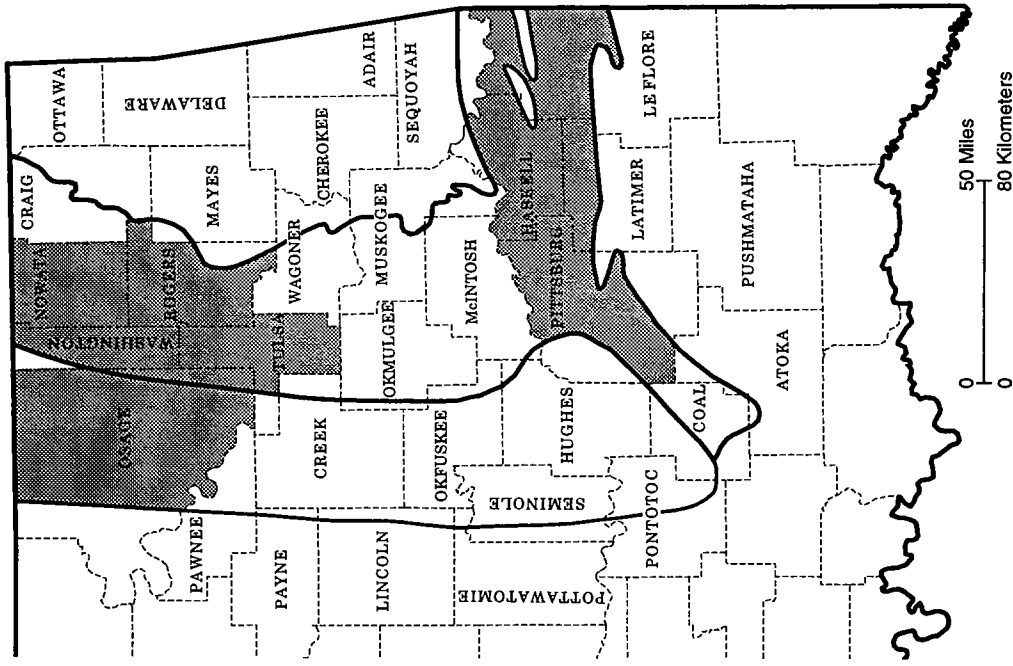 OTTAWA
CRAIG
NOWATA
WASHINGTON
OSAGE
DELAWARE
MAYES
ROGERS
PAWNEE
ADAIR
CHEROKEE
WAGONER
TULSA
CREEK
PAYNE
SEQUOYAH
MUSKOGEE
OKMULGEE
LINCOLN
McINTOSH
OKFUSKEE
HASKELL
PITTSBURG
HUGHES
SEMINOLE
POTTAWATOMIE
LE FLORE
LATIMER
COAL
PONTOTOC
PUSHMATAHA
ATOKA
0 50 Miles
0 80 Kilometers